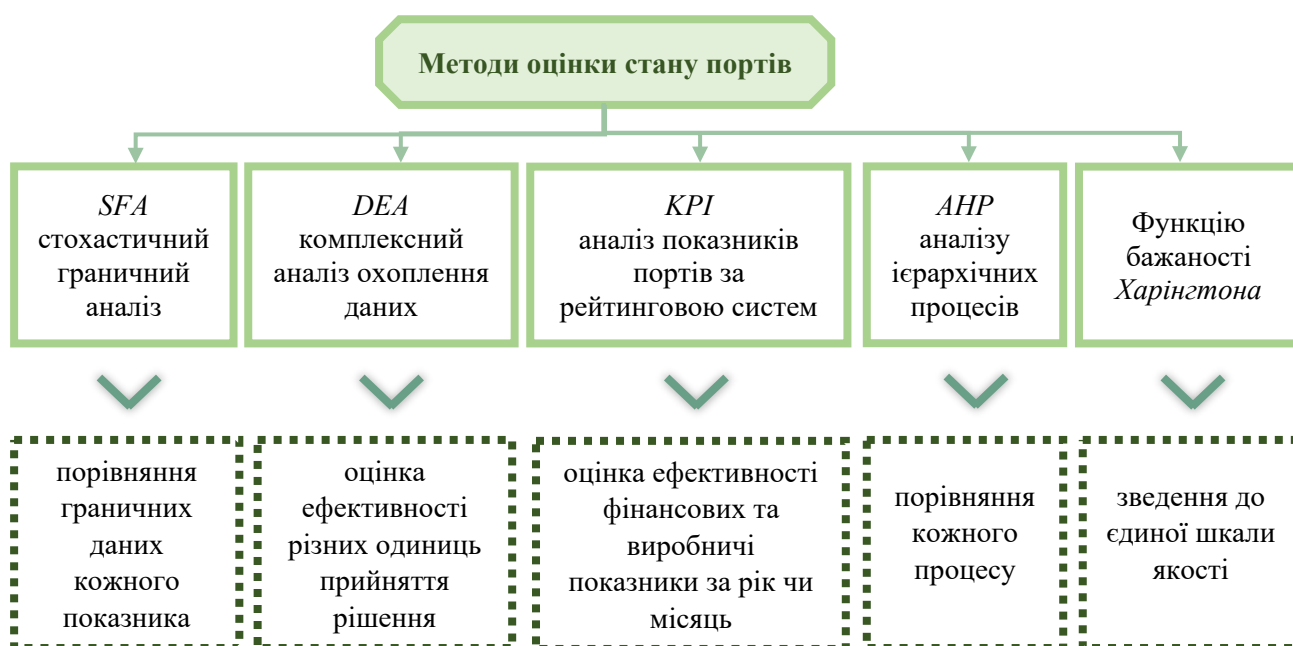 Методи оцінки стану портів
SFA
стохастичний
граничний
аналіз
DEA
комплексний
аналіз охоплення
даних
KPI
аналіз показників
портів за
рейтинговою систем
AHP
аналізу
ієрархічних
процесів
Функцію
бажаності
Харінгтона
порівняння
граничних
даних
кожного
показника
оцінка
ефективності
різних одиниць
прийняття
рішення
оцінка ефективності
фінансових та
виробничі
показники за рік чи
місяць
порівняння
кожного
процесу
зведення до
єдиної шкали
якості